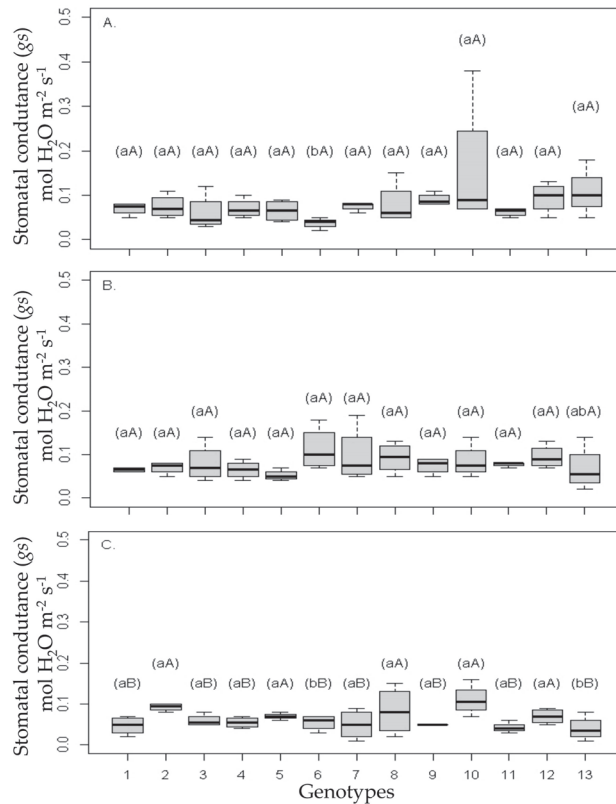 A.
Stomatal condutance (gs)
mol H₂O m⁻² s⁻¹
0.5
0.4
0.3
0.2
0.1
0.0
(aA)
(aA)
(aA) (aA) (aA) (aA) (aA) (bA) (aA) (aA) (aA) (aA) (aA)
B.
Stomatal condutance (gs)
mol H₂O m⁻² s⁻¹
0.5
0.4
0.3
0.2
0.1
0.0
(aA) (aA) (aA) (aA) (aA) (aA) (aA) (aA) (aA) (aA) (aA) (aA) (abA)
C.
Stomatal condutance (gs)
mol H₂O m⁻² s⁻¹
0.5
0.4
0.3
0.2
0.1
0.0
(aB) (aA) (aB) (aB) (aA) (bB) (aB) (aA) (aB) (aA) (aB) (aA) (bB)
1 2 3 4 5 6 7 8 9 10 11 12 13
Genotypes